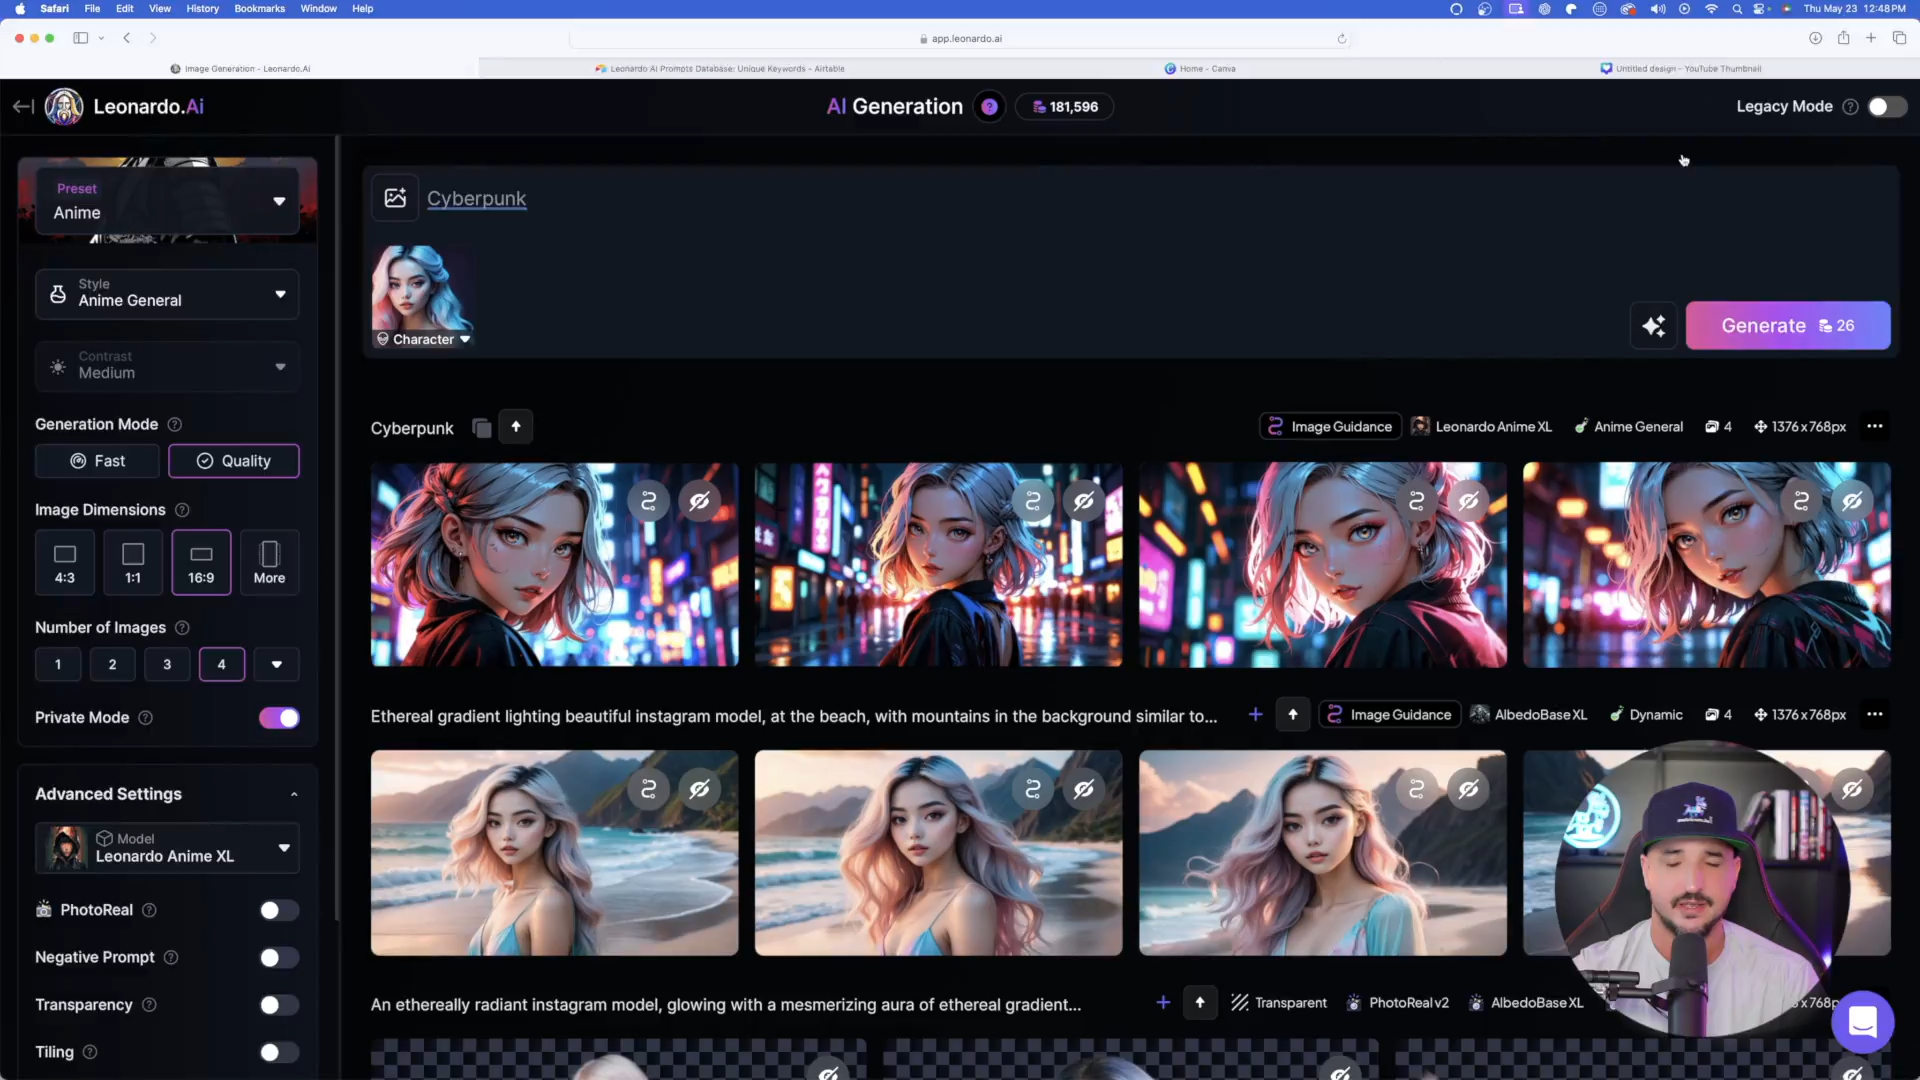 Safari File Edit View History Bookmarks Window Help Thu May 23 12:48 PM
app.leonardo.ai
Image Generation - Leonardo.Ai
Leonardo AI Prompts Database: Unique Keywords - Airtable
Home - Canva
Untitled design - YouTube Thumbnail
Leonardo.Ai
AI Generation
181,596
Legacy Mode
Preset
Anime
Style
Anime General
Contrast
Medium
Generation Mode
Fast
Quality
Image Dimensions
4:3
1:1
16:9
More
Number of Images
1
2
3
4
Private Mode
Advanced Settings
Model
Leonardo Anime XL
PhotoReal
Negative Prompt
Transparency
Tiling
Cyberpunk
Character
Generate 26
Cyberpunk
Image Guidance
Leonardo Anime XL
Anime General
4
1376x768px
Ethereal gradient lighting beautiful instagram model, at the beach, with mountains in the background similar to...
Image Guidance
AlbedoBase XL
Dynamic
4
1376x768px
An ethereally radiant instagram model, glowing with a mesmerizing aura of ethereal gradient...
Transparent
PhotoReal v2
AlbedoBase XL
x768px